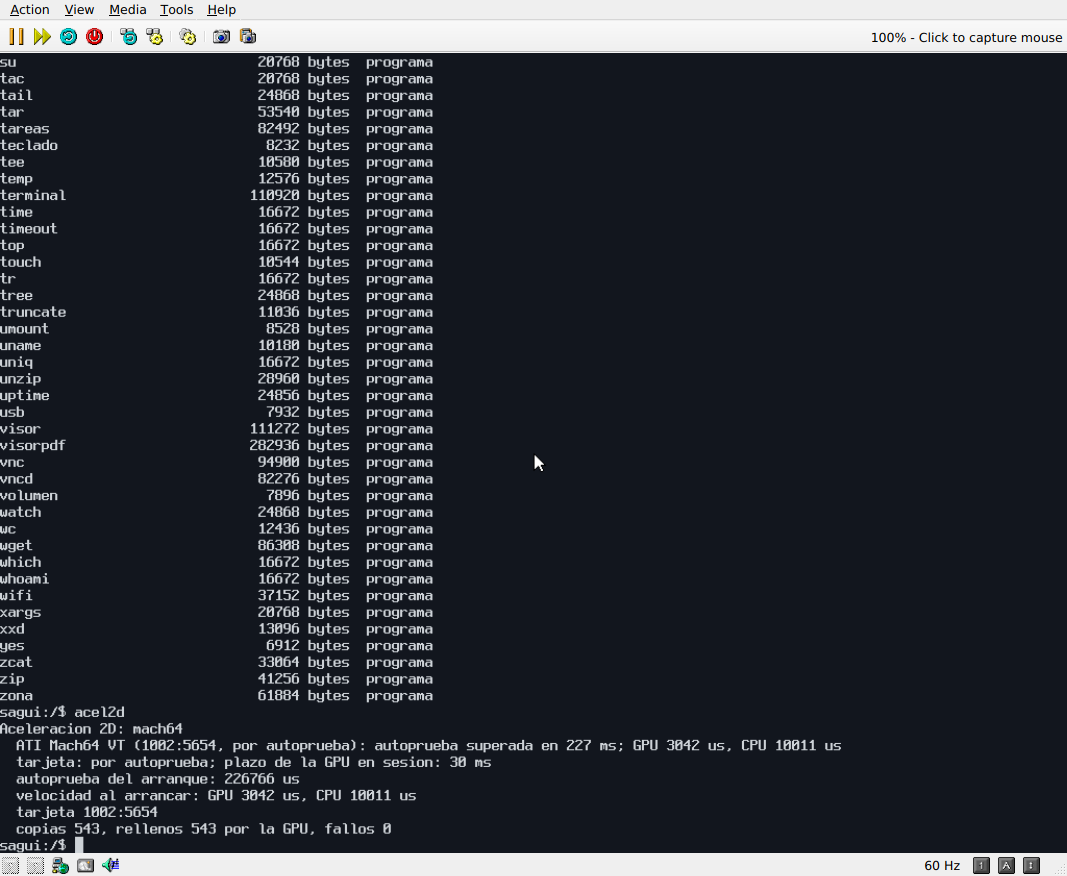 Action View Media Tools Help
100% - Click to capture mouse
su 20768 bytes programa
tac 20768 bytes programa
tail 24868 bytes programa
tar 53540 bytes programa
tareas 82492 bytes programa
teclado 8232 bytes programa
tee 10580 bytes programa
temp 12576 bytes programa
terminal 110920 bytes programa
time 16672 bytes programa
timeout 16672 bytes programa
top 16672 bytes programa
touch 10544 bytes programa
tr 16672 bytes programa
tree 24868 bytes programa
truncate 11036 bytes programa
umount 8528 bytes programa
uname 10180 bytes programa
uniq 16672 bytes programa
unzip 28960 bytes programa
uptime 24856 bytes programa
usb 7932 bytes programa
visor 111272 bytes programa
visorpdf 282936 bytes programa
vnc 94900 bytes programa
vncd 82276 bytes programa
volumen 7896 bytes programa
watch 24868 bytes programa
wc 12436 bytes programa
wget 86308 bytes programa
which 16672 bytes programa
whoami 16672 bytes programa
wifi 37152 bytes programa
xargs 20768 bytes programa
xxd 13096 bytes programa
yes 6912 bytes programa
zcat 33064 bytes programa
zip 41256 bytes programa
zona 61884 bytes programa
sagui:/$ acel2d
Aceleracion 2D: mach64
ATI Mach64 VT (1002:5654, por autoprueba): autoprueba superada en 227 ms; GPU 3042 us, CPU 10011 us
tarjeta: por autoprueba; plazo de la GPU en sesion: 30 ms
autoprueba del arranque: 226766 us
velocidad al arrancar: GPU 3042 us, CPU 10011 us
tarjeta 1002:5654
copias 543, rellenos 543 por la GPU, fallos 0
sagui:/$
60 Hz A